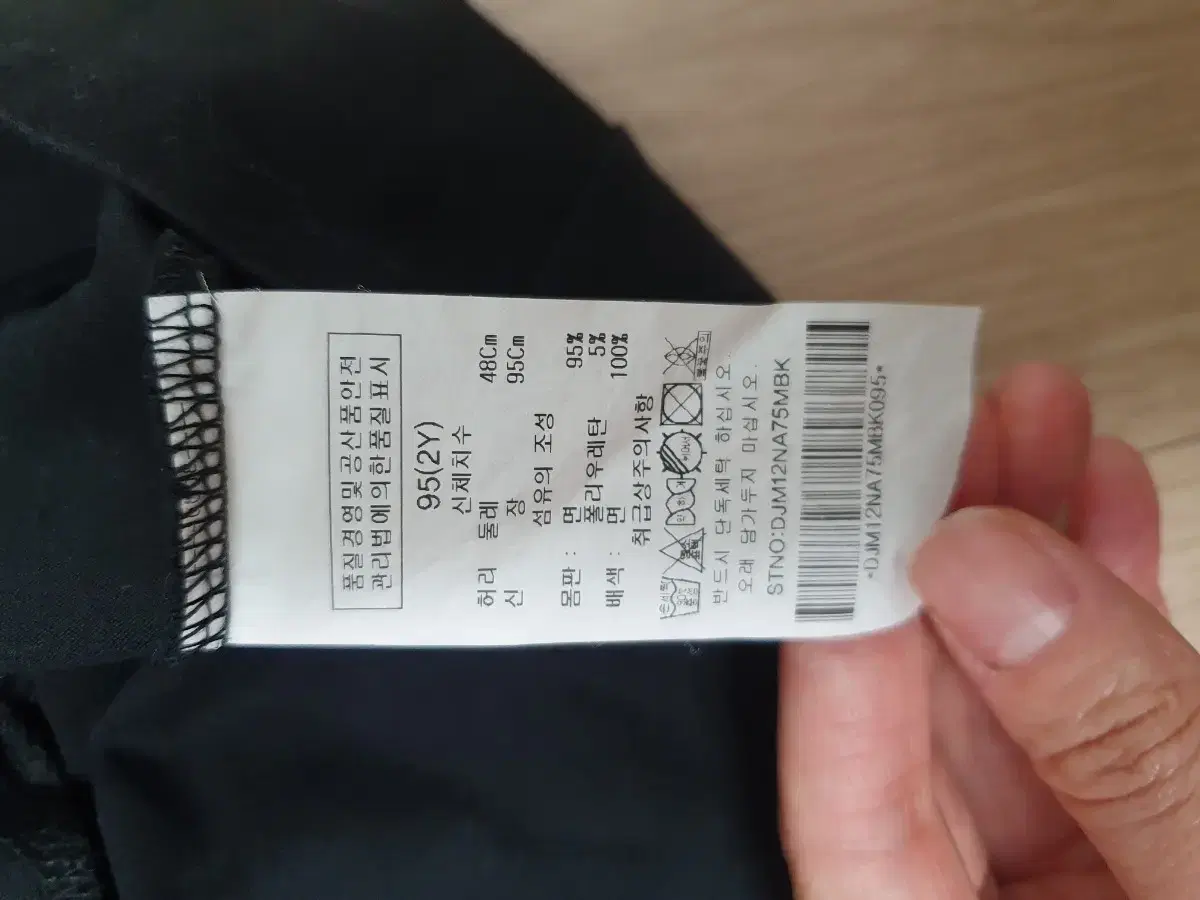 품질경영및공산품안전
관리법에의한품질표시
95(2Y)
신체치수
허리 둘레 48Cm
신 장 95Cm
섬유의 조성
몸판 : 면 95%
폴리우레탄 5%
배색 : 면 100%
취급상주의사항
반드시 단독세탁 하십시오.
오래 담가두지 마십시오.
STNO:DJM12NA75MBK
*DJM12NA75MBK095*